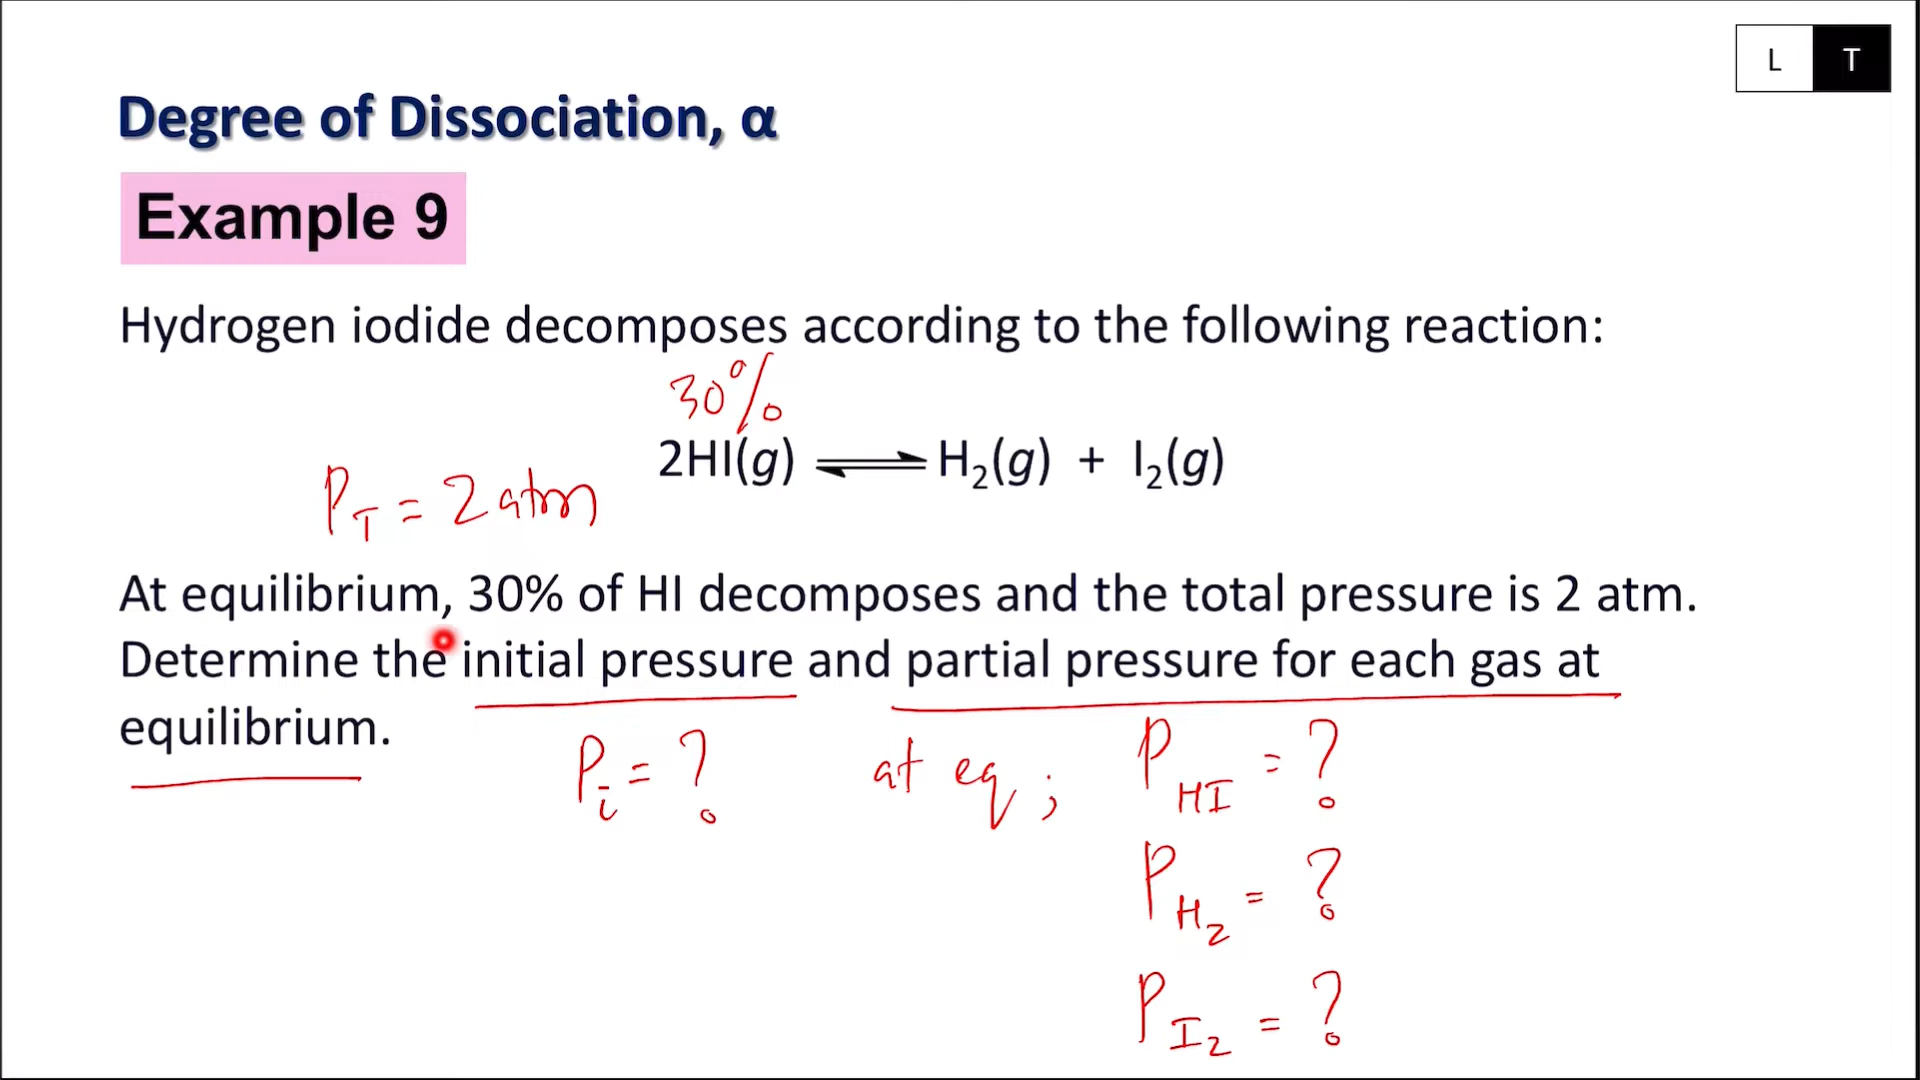 L T
Degree of Dissociation, α
Example 9
Hydrogen iodide decomposes according to the following reaction:
30%
2HI(g) ⇌ H₂(g) + I₂(g)
P_T = 2 atm
At equilibrium, 30% of HI decomposes and the total pressure is 2 atm.
Determine the initial pressure and partial pressure for each gas at
equilibrium.
P_i = ? at eq ; P_HI = ?
P_H₂ = ?
P_I₂ = ?